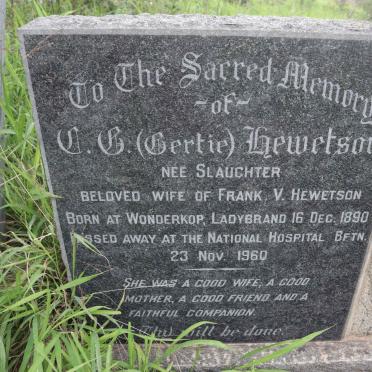 To The Sacred Memory
~ of ~
C. G. (Gertie) Hewetson
NEE SLAUGHTER
BELOVED WIFE OF FRANK. V. HEWETSON
BORN AT WONDERKOP, LADYBRAND 16 DEC. 1890
PASSED AWAY AT THE NATIONAL HOSPITAL BFTN.
23 NOV. 1960
SHE WAS A GOOD WIFE, A GOOD
MOTHER, A GOOD FRIEND AND A
FAITHFUL COMPANION.
Thy will be done.